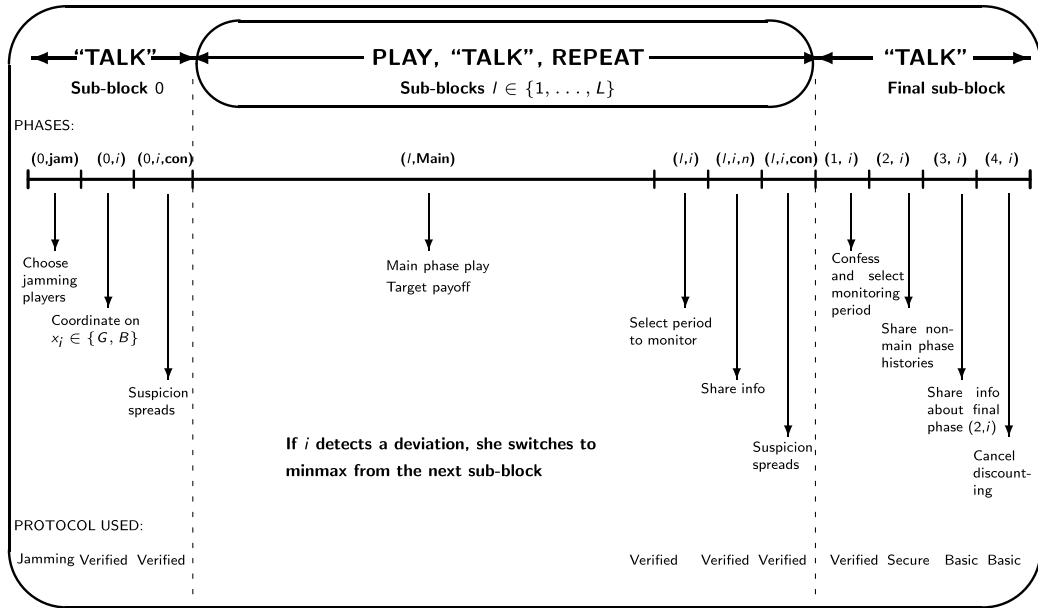 “TALK” PLAY, “TALK”, REPEAT “TALK”
Sub-block 0 Sub-blocks l ∈ {1, . . . , L} Final sub-block
PHASES:
(0,jam) (0,i) (0,i,con) (l,Main) (l,i) (l,i,n) (l,i,con) (1, i) (2, i) (3, i) (4, i)
Choose
jamming
players
Coordinate on
x_i ∈ {G, B}
Suspicion
spreads
Main phase play
Target payoff
Select period
to monitor
Share info
Suspicion
spreads
Confess
and select
monitoring
period
Share non-
main phase
histories
Share info
about final
phase (2,i)
Cancel
discount-
ing
If i detects a deviation, she switches to
minmax from the next sub-block
PROTOCOL USED:
Jamming Verified Verified Verified Verified Verified Verified Secure Basic Basic